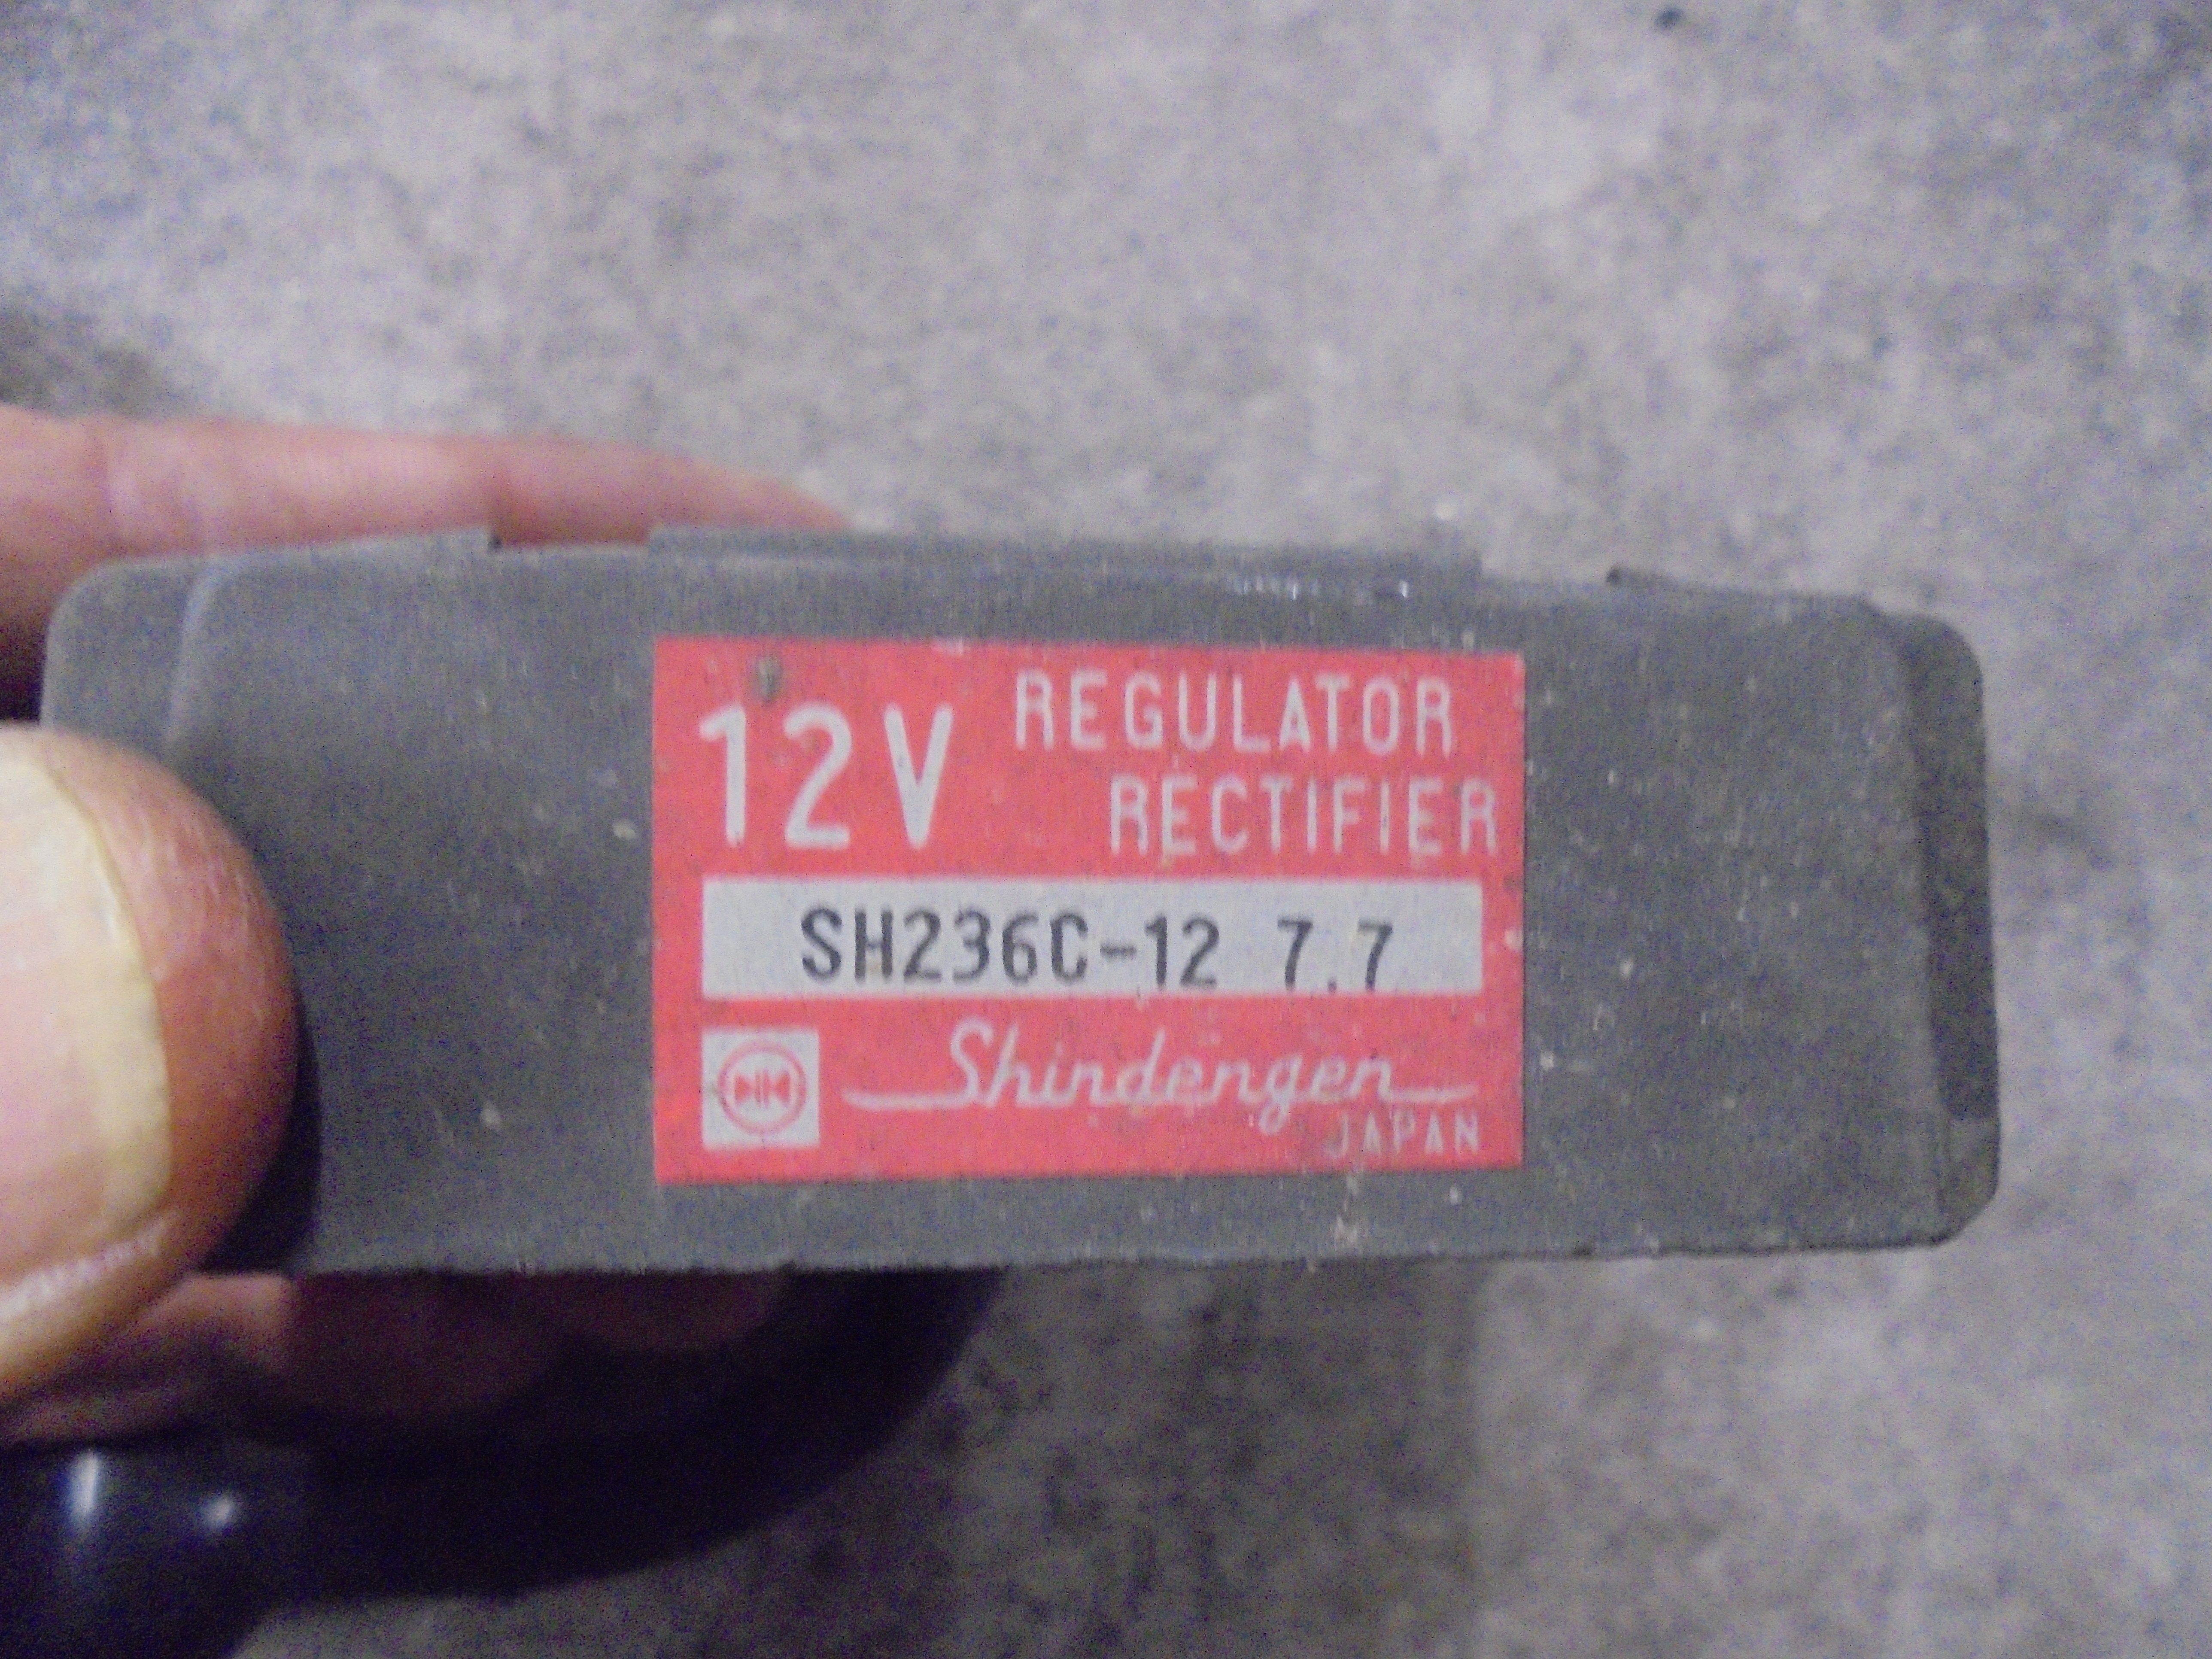 12V REGULATOR
RECTIFIER
SH236C-12 7.7
Shindengen
JAPAN